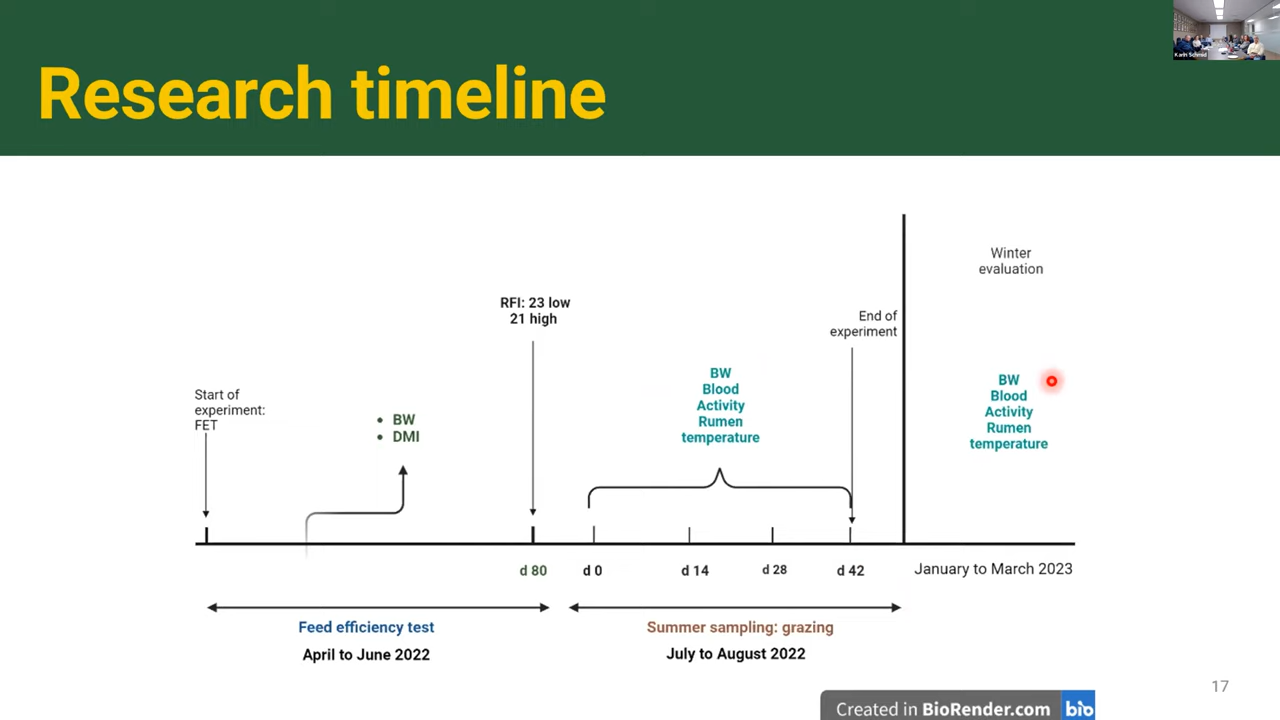 Karin Schmid
Research timeline
Winter
evaluation
RFI: 23 low
21 high
End of
experiment
BW
Blood
Activity
Rumen
temperature
BW
Blood
Activity
Rumen
temperature
Start of
experiment:
FET
• BW
• DMI
d 80
d 0
d 14
d 28
d 42
January to March 2023
Feed efficiency test
April to June 2022
Summer sampling: grazing
July to August 2022
17
Created in BioRender.com bio